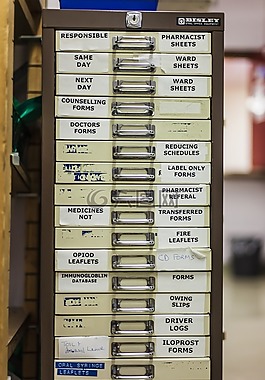 BISLEY
RESPONSIBLE PHARMACIST SHEETS
SAME DAY WARD SHEETS
NEXT DAY WARD SHEETS
COUNSELLING FORMS
DOCTORS FORMS
REDUCING SCHEDULES
LABEL ONLY FORMS
PHARMACIST REFERAL
MEDICINES NOT TRANSFERRED FORMS
FIRE LEAFLETS
OPIOD LEAFLETS CD FORMS
IMMUNOGLOBLIN DATABASE FORMS
OWING SLIPS
DRIVER LOGS
ILOPROST FORMS
ORAL SYRINGE LEAFLETS